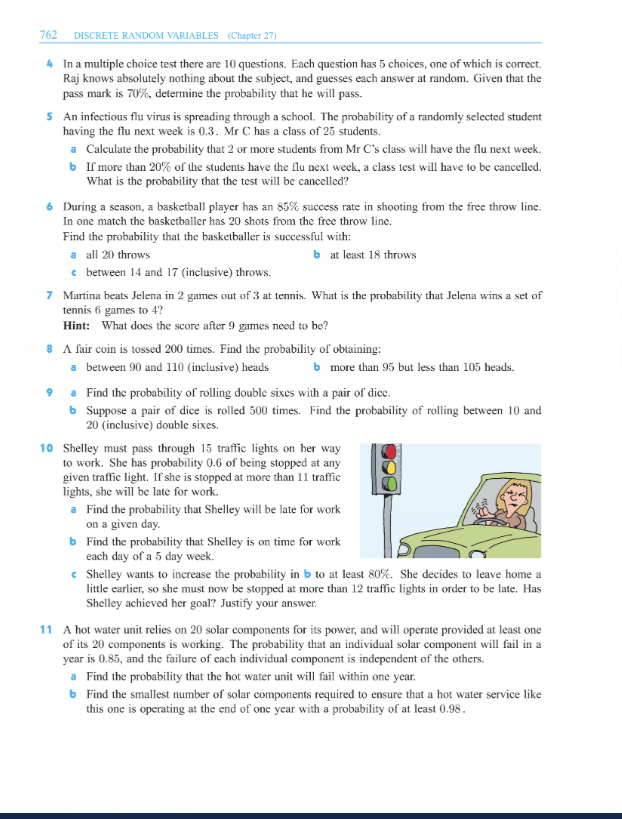 762 DISCRETE RANDOM VARIABLES (Chapter 27)
4 In a multiple choice test there are 10 questions. Each question has 5 choices, one of which is correct.
Raj knows absolutely nothing about the subject, and guesses each answer at random. Given that the
pass mark is 70%, determine the probability that he will pass.
5 An infectious flu virus is spreading through a school. The probability of a randomly selected student
having the flu next week is 0.3. Mr C has a class of 25 students.
a Calculate the probability that 2 or more students from Mr C's class will have the flu next week.
b If more than 20% of the students have the flu next week, a class test will have to be cancelled.
What is the probability that the test will be cancelled?
6 During a season, a basketball player has an 85% success rate in shooting from the free throw line.
In one match the basketballer has 20 shots from the free throw line.
Find the probability that the basketballer is successful with:
a all 20 throws b at least 18 throws
c between 14 and 17 (inclusive) throws.
7 Martina beats Jelena in 2 games out of 3 at tennis. What is the probability that Jelena wins a set of
tennis 6 games to 4?
Hint: What does the score after 9 games need to be?
8 A fair coin is tossed 200 times. Find the probability of obtaining:
a between 90 and 110 (inclusive) heads b more than 95 but less than 105 heads.
9 a Find the probability of rolling double sixes with a pair of dice.
b Suppose a pair of dice is rolled 500 times. Find the probability of rolling between 10 and
20 (inclusive) double sixes.
10 Shelley must pass through 15 traffic lights on her way
to work. She has probability 0.6 of being stopped at any
given traffic light. If she is stopped at more than 11 traffic
lights, she will be late for work.
a Find the probability that Shelley will be late for work
on a given day.
b Find the probability that Shelley is on time for work
each day of a 5 day week.
c Shelley wants to increase the probability in b to at least 80%. She decides to leave home a
little earlier, so she must now be stopped at more than 12 traffic lights in order to be late. Has
Shelley achieved her goal? Justify your answer.
11 A hot water unit relies on 20 solar components for its power, and will operate provided at least one
of its 20 components is working. The probability that an individual solar component will fail in a
year is 0.85, and the failure of each individual component is independent of the others.
a Find the probability that the hot water unit will fail within one year.
b Find the smallest number of solar components required to ensure that a hot water service like
this one is operating at the end of one year with a probability of at least 0.98.